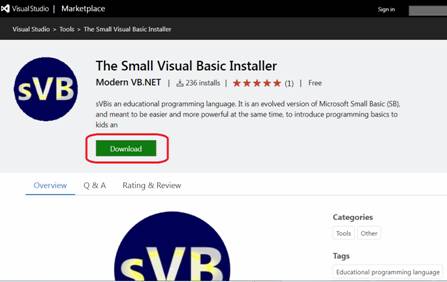 Visual Studio | Marketplace
Sign in
Visual Studio > Tools > The Small Visual Basic Installer
sVB
The Small Visual Basic Installer
Modern VB.NET | 236 installs | (1) | Free
sVBis an educational programming language. It is an evolved version of Microsoft Small Basic (SB),
and meant to be easier and more powerful at the same time, to introduce programming basics to
kids an
Download
Overview Q & A Rating & Review
sVB
Categories
Tools Other
Tags
Educational programming language